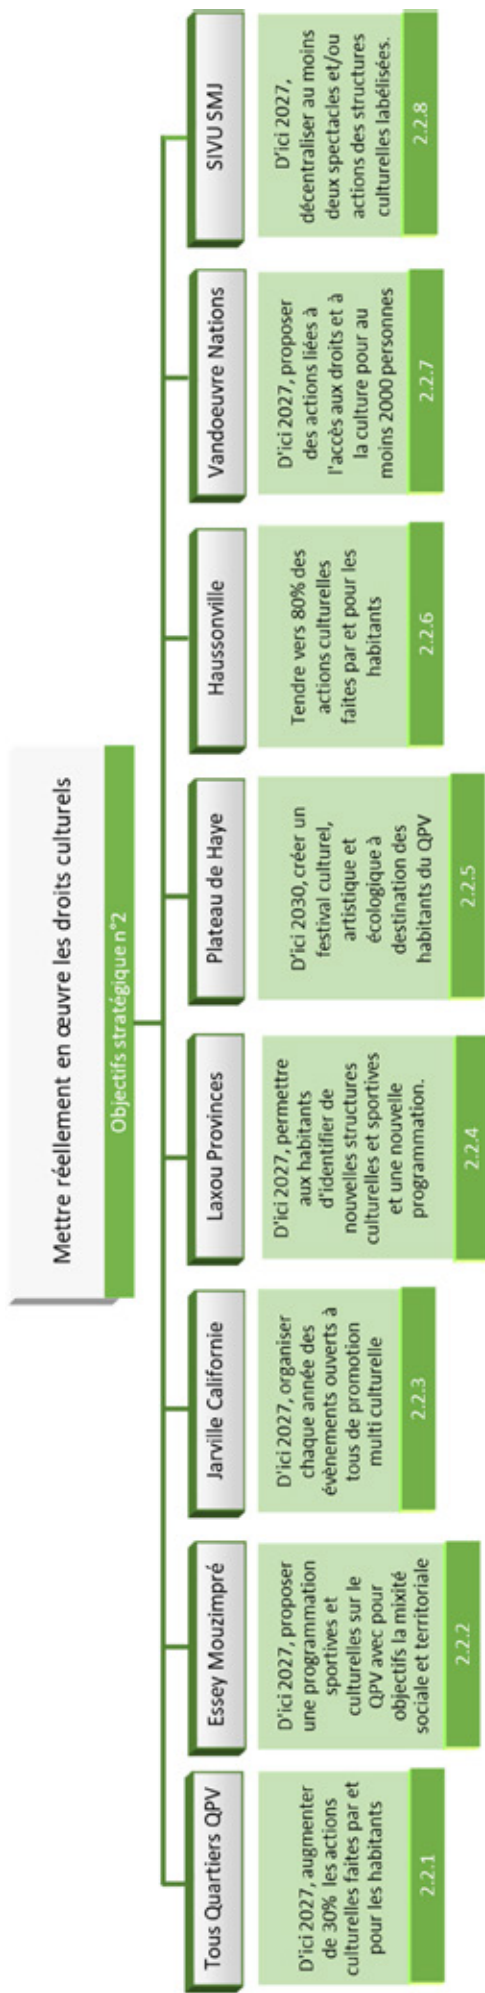 Mettre réellement en œuvre les droits culturels
Objectifs stratégique n°2
Tous Quartiers QPV
D'ici 2027, augmenter
de 30% les actions
culturelles faites par et
pour les habitants
2.2.1
Essey Mouzimpré
D'ici 2027, proposer
une programmation
sportives et
culturelles sur le
QPV avec pour
objectifs la mixité
sociale et territoriale
2.2.2
Jarville Californie
D'ici 2027, organiser
chaque année des
évènements ouverts à
tous de promotion
multi culturelle
2.2.3
Laxou Provinces
D'ici 2027, permettre
aux habitants
d'identifier de
nouvelles structures
culturelles et sportives
et une nouvelle
programmation.
2.2.4
Plateau de Haye
D'ici 2030, créer un
festival culturel,
artistique et
écologique à
destination des
habitants du QPV
2.2.5
Haussonville
Tendre vers 80% des
actions culturelles
faites par et pour les
habitants
2.2.6
Vandoeuvre Nations
D'ici 2027, proposer
des actions liées à
l'accès aux droits et à
la culture pour au
moins 2000 personnes
2.2.7
SIVU SMJ
D'ici 2027,
décentraliser au moins
deux spectacles et/ou
actions des structures
culturelles labélisées.
2.2.8